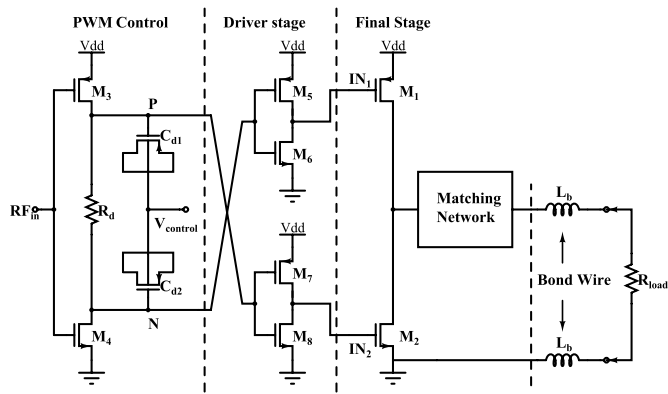 PWM Control
Driver stage
Final Stage
Vdd
Vdd
Vdd
M3
P
Cd1
M5
IN1
M1
M6
RFin
Rd
Vcontrol
Matching
Network
Lb
Vdd
Bond Wire
Rload
M7
Cd2
N
M4
M8
IN2
M2
Lb